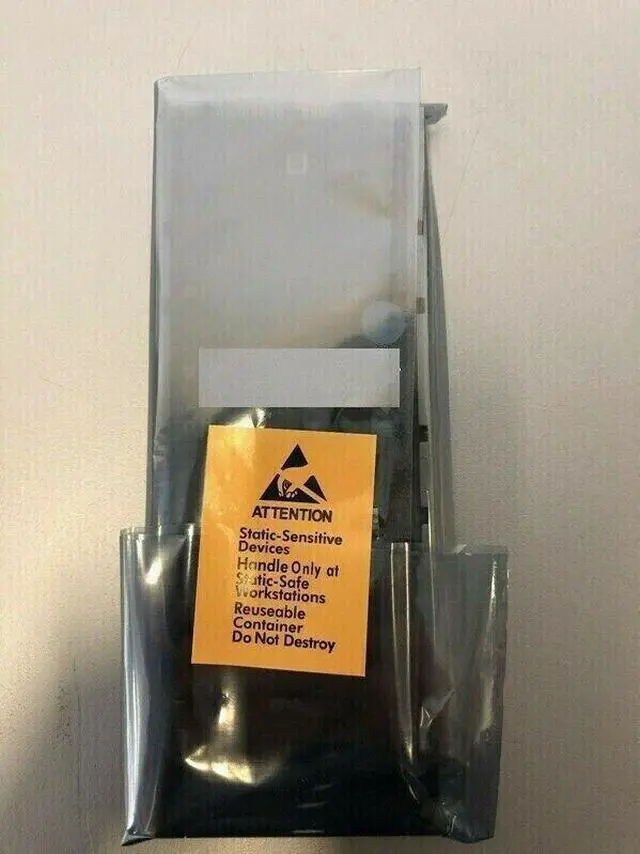 ATTENTION
Static-Sensitive
Devices
Handle Only at
Static-Safe
Workstations
Reuseable
Container
Do Not Destroy